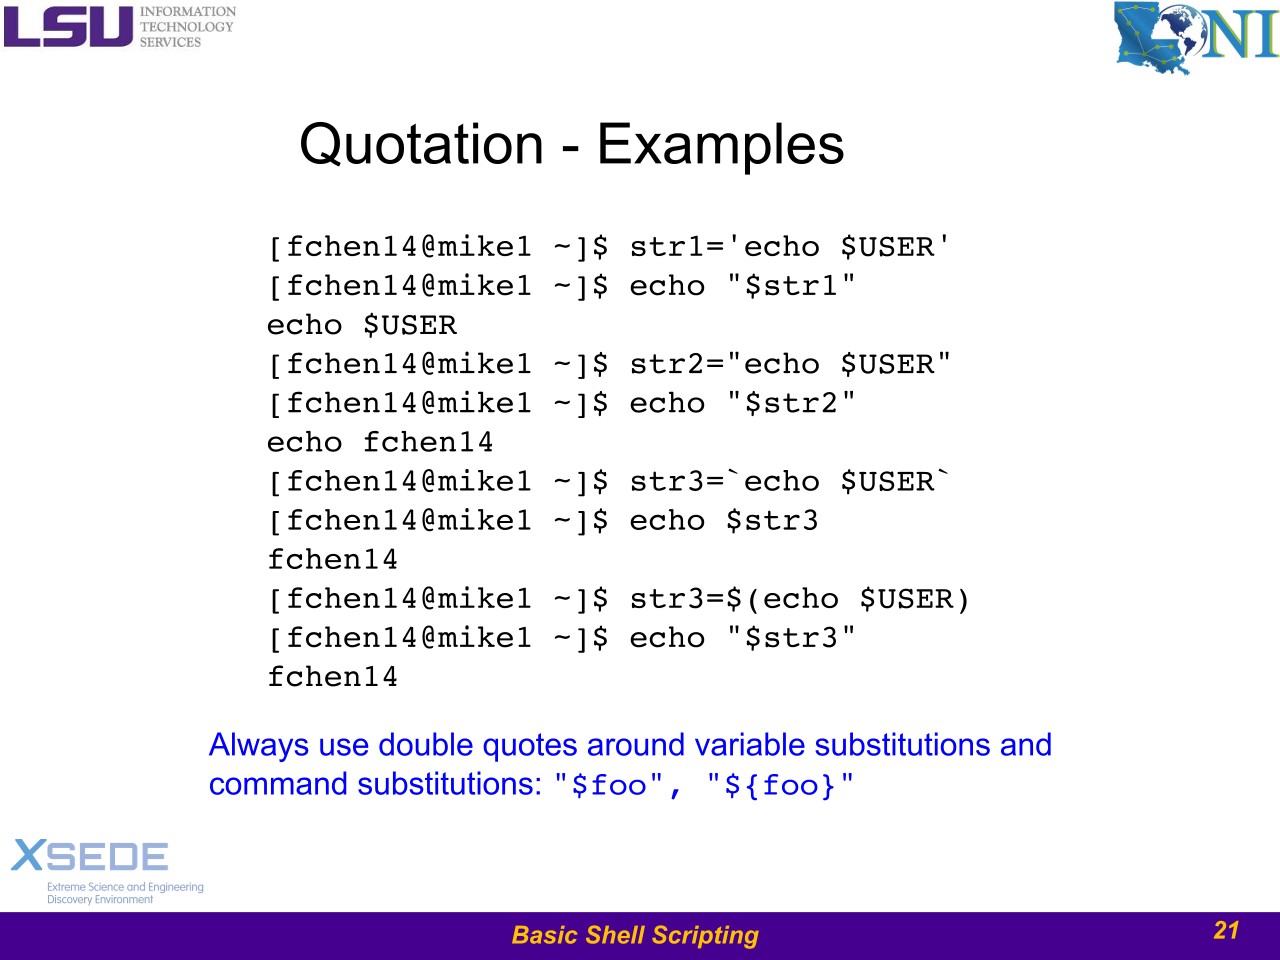 LSU INFORMATION
TECHNOLOGY
SERVICES
LONI
Quotation - Examples
[fchen14@mike1 ~]$ str1='echo $USER'
[fchen14@mike1 ~]$ echo "$str1"
echo $USER
[fchen14@mike1 ~]$ str2="echo $USER"
[fchen14@mike1 ~]$ echo "$str2"
echo fchen14
[fchen14@mike1 ~]$ str3=`echo $USER`
[fchen14@mike1 ~]$ echo $str3
fchen14
[fchen14@mike1 ~]$ str3=$(echo $USER)
[fchen14@mike1 ~]$ echo "$str3"
fchen14
Always use double quotes around variable substitutions and
command substitutions: "$foo", "${foo}"
XSEDE
Extreme Science and Engineering
Discovery Environment
Basic Shell Scripting
21